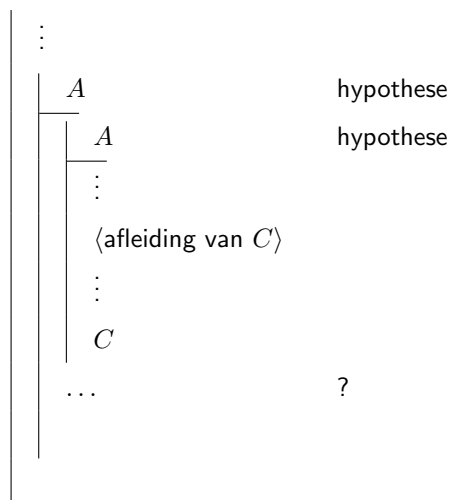 ⋮
A hypothese
A hypothese
⋮
⟨afleiding van C⟩
⋮
C
... ?